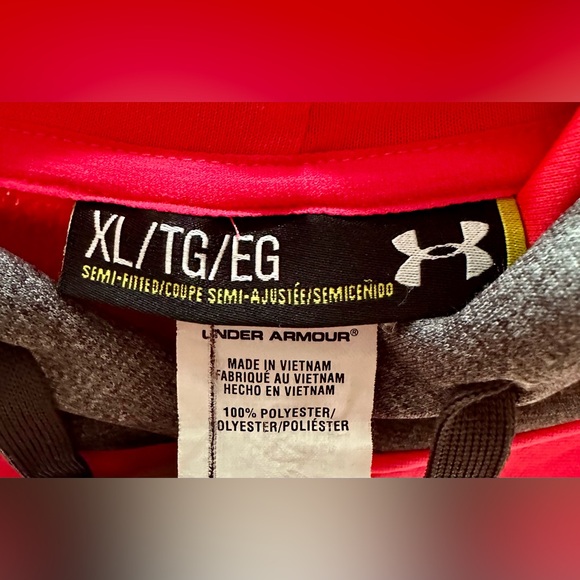 XL/TG/EG
SEMI-FITTED/COUPE SEMI-AJUSTÉE/SEMICEÑIDO
UNDER ARMOUR®
MADE IN VIETNAM
FABRIQUÉ AU VIETNAM
HECHO EN VIETNAM
100% POLYESTER/
POLYESTER/POLIÉSTER